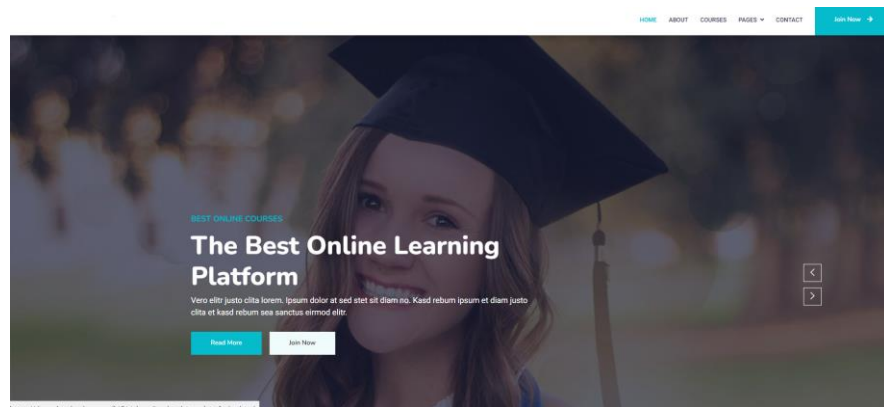 HOME ABOUT COURSES PAGES CONTACT Join Now
BEST ONLINE COURSES
The Best Online Learning
Platform
Vero elitr justo clita lorem. Ipsum dolor at sed stet sit diam no. Kasd rebum ipsum et diam justo
clita et kasd rebum sea sanctus eirmod elitr.
Read More Join Now